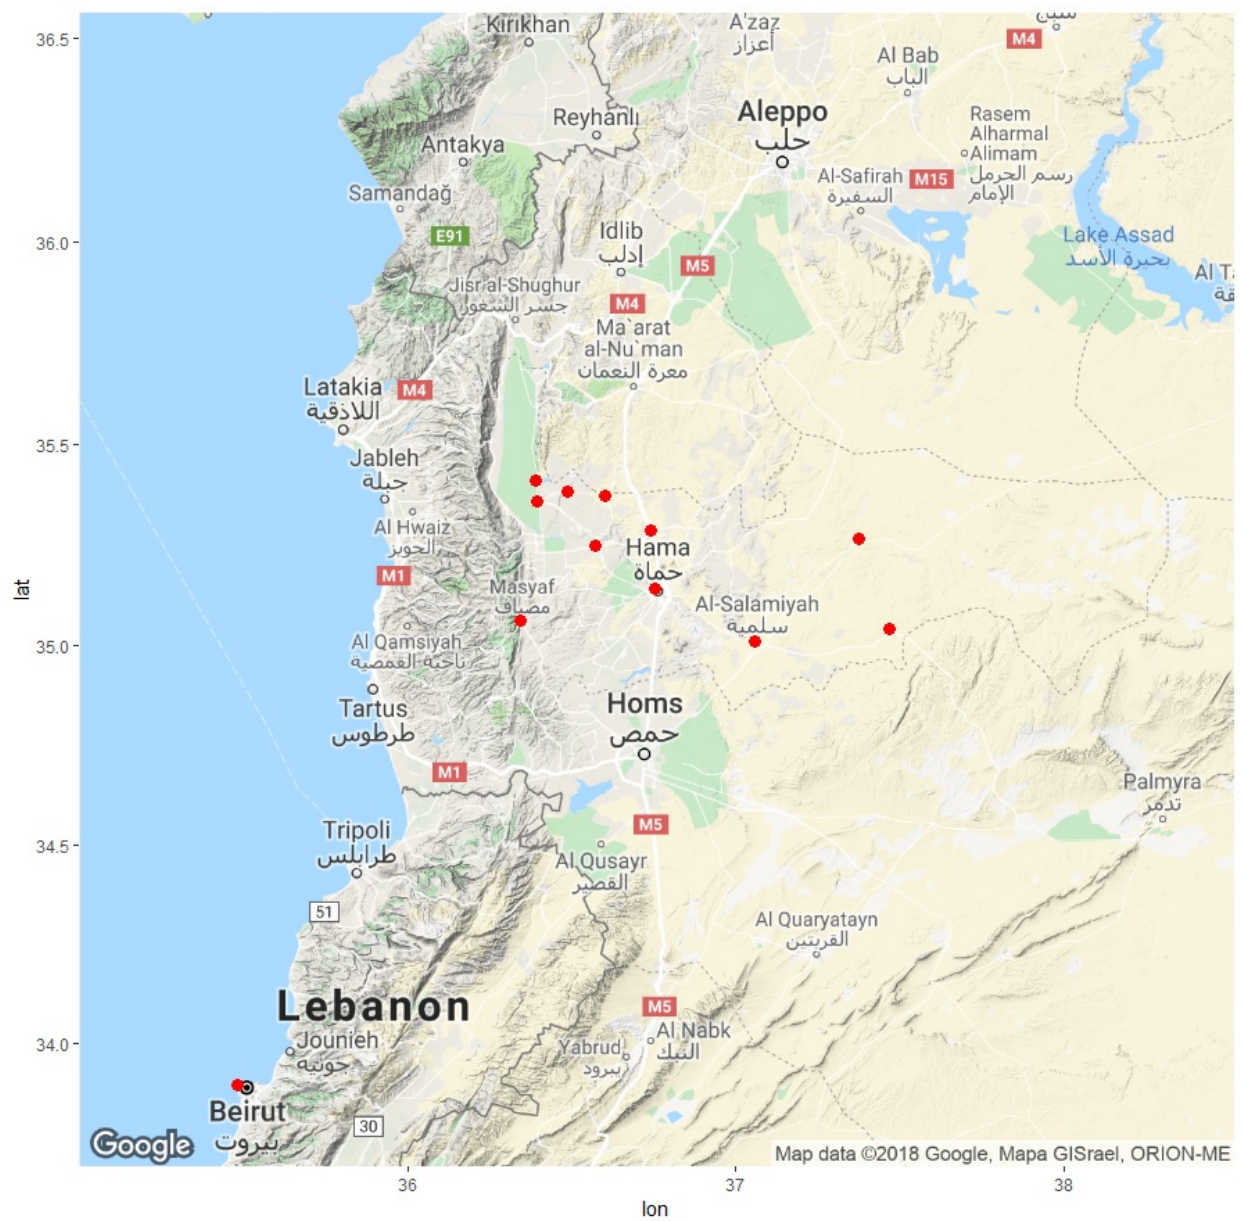 Kirikhan
A'zaz
أعزاز
M4
Al Bab
الباب
Reyhanlı
Aleppo
حلب
Rasem
Alharmal
Alimam
رسم الحرمل
الإمام
Antakya
Al-Safirah
السفيرة
M15
Samandağ
E91
Idlib
إدلب
M5
Lake Assad
بحيرة الأسد
Jisr al-Shughur
جسر الشغور
M4
Ma`arat
al-Nu`man
معرة النعمان
Latakia
اللاذقية
M4
Jableh
جبلة
Al Hwaiz
الحويز
M1
Hama
حماة
Masyaf
مصياف
Al-Salamiyah
سلمية
Al Qamsiyah
ناحية القمصية
Tartus
طرطوس
Homs
حمص
M1
Palmyra
تدمر
M5
Tripoli
طرابلس
Al Qusayr
القصير
51
Al Quaryatayn
القريتين
Lebanon
M5
Jounieh
جونيه
Al Nabk
النبك
Yabrud
يبرود
Beirut
بيروت
30
Google
Map data ©2018 Google, Mapa GISrael, ORION-ME
36.5
36.0
35.5
35.0
34.5
34.0
lat
36
37
38
lon